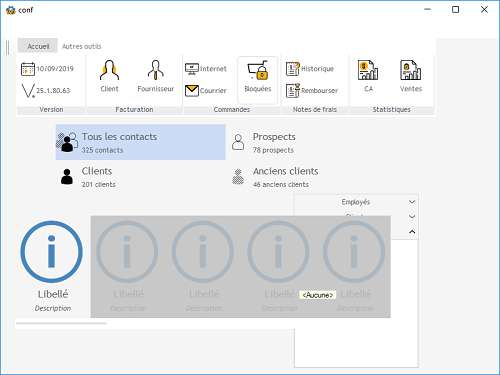 conf
Accueil Autres outils
10/09/2019
25.1.80.63
Version
Client Fournisseur
Facturation
Internet
Courrier
Bloquées
Commandes
Historique
Rembourser
Notes de frais
CA Ventes
Statistiques
Tous les contacts
325 contacts
Prospects
78 prospects
Clients
201 clients
Anciens clients
46 anciens clients
Employés
Libellé Libellé Libellé Libellé Libellé
<Aucune>
Description Description Description Description Description